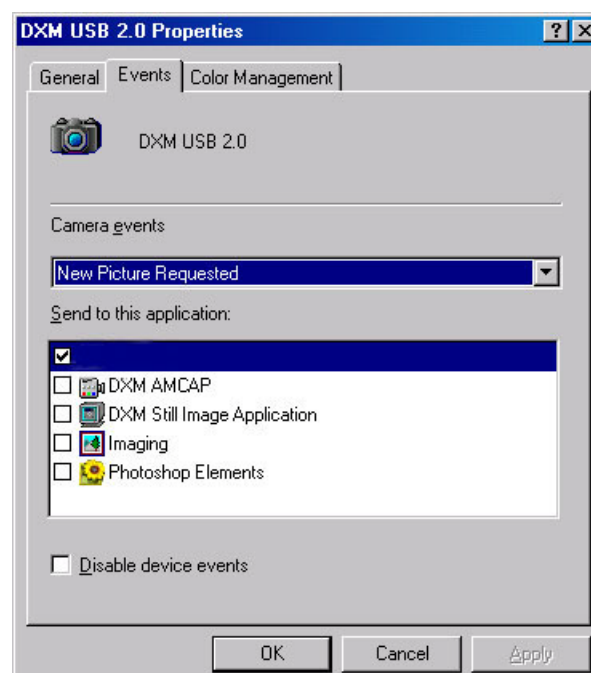 DXM USB 2.0 Properties
General Events Color Management
DXM USB 2.0
Camera events
New Picture Requested
Send to this application:
DXM AMCAP
DXM Still Image Application
Imaging
Photoshop Elements
Disable device events
OK Cancel Apply